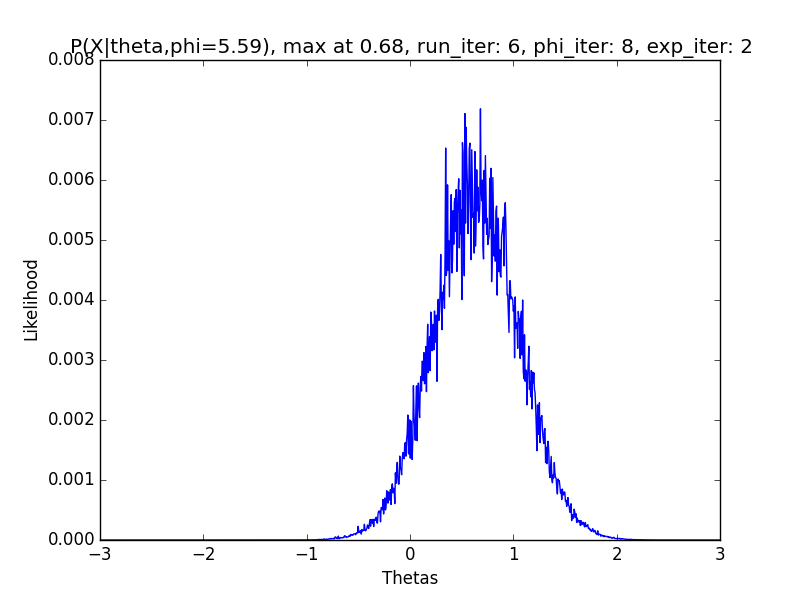 P(X|theta,phi=5.59), max at 0.68, run_iter: 6, phi_iter: 8, exp_iter: 2
0.008
0.007
0.006
0.005
0.004
0.003
0.002
0.001
0.000
Likelihood
−3 −2 −1 0 1 2 3
Thetas